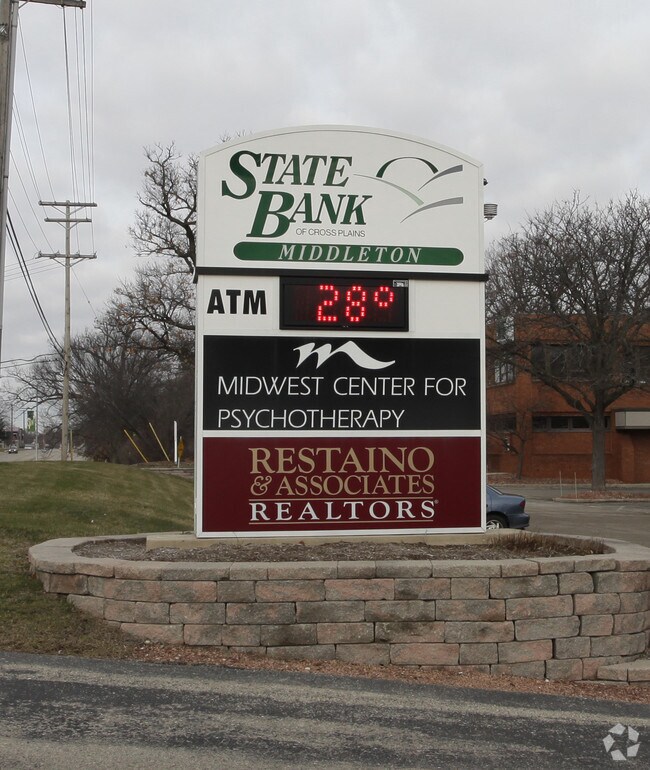 STATE
BANK
OF CROSS PLAINS
MIDDLETON
ATM
28°
MIDWEST CENTER FOR
PSYCHOTHERAPY
RESTAINO
& ASSOCIATES
REALTORS®